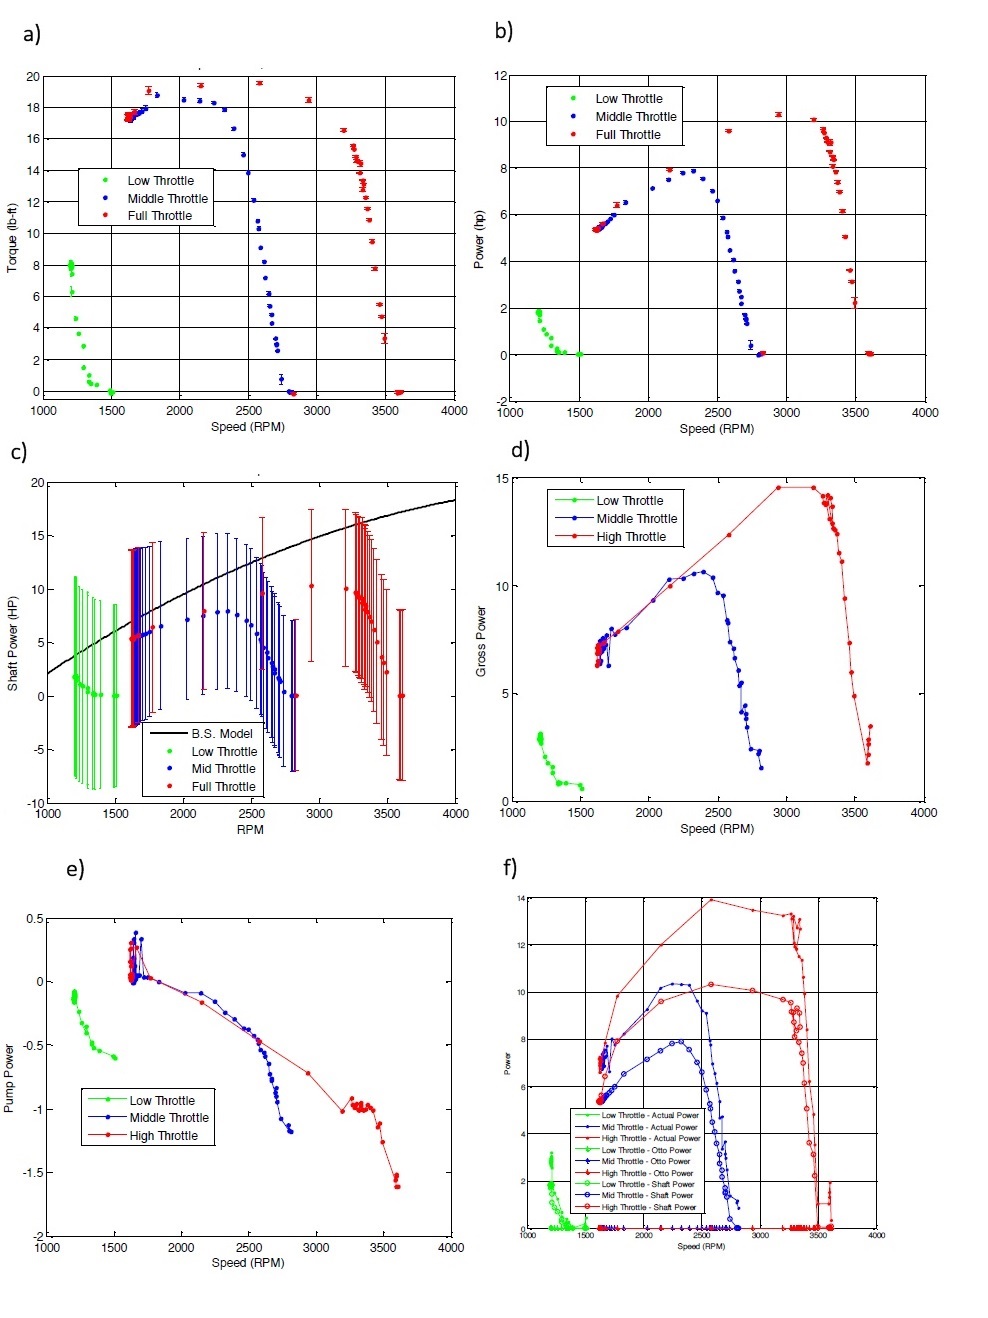 a)
20
18
16
14
12
10
8
6
4
2
0
1000 1500 2000 2500 3000 3500 4000
Torque (lb-ft)
Speed (RPM)
Low Throttle
Middle Throttle
Full Throttle
b)
12
10
8
6
4
2
0
-2
1000 1500 2000 2500 3000 3500 4000
Power (hp)
Speed (RPM)
Low Throttle
Middle Throttle
Full Throttle
c)
20
15
10
5
0
-5
-10
1000 1500 2000 2500 3000 3500 4000
Shaft Power (HP)
RPM
B.S. Model
Low Throttle
Mid Throttle
Full Throttle
d)
15
10
5
0
1000 1500 2000 2500 3000 3500 4000
Gross Power
Speed (RPM)
Low Throttle
Middle Throttle
High Throttle
e)
0.5
0
-0.5
-1
-1.5
-2
1000 1500 2000 2500 3000 3500 4000
Pump Power
Speed (RPM)
Low Throttle
Middle Throttle
High Throttle
f)
14
12
10
8
6
4
2
0
1000 1500 2000 2500 3000 3500 4000
Power
Speed (RPM)
Low Throttle - Actual Power
Mid Throttle - Actual Power
High Throttle - Actual Power
Low Throttle - Otto Power
Mid Throttle - Otto Power
High Throttle - Otto Power
Low Throttle - Shaft Power
Mid Throttle - Shaft Power
High Throttle - Shaft Power